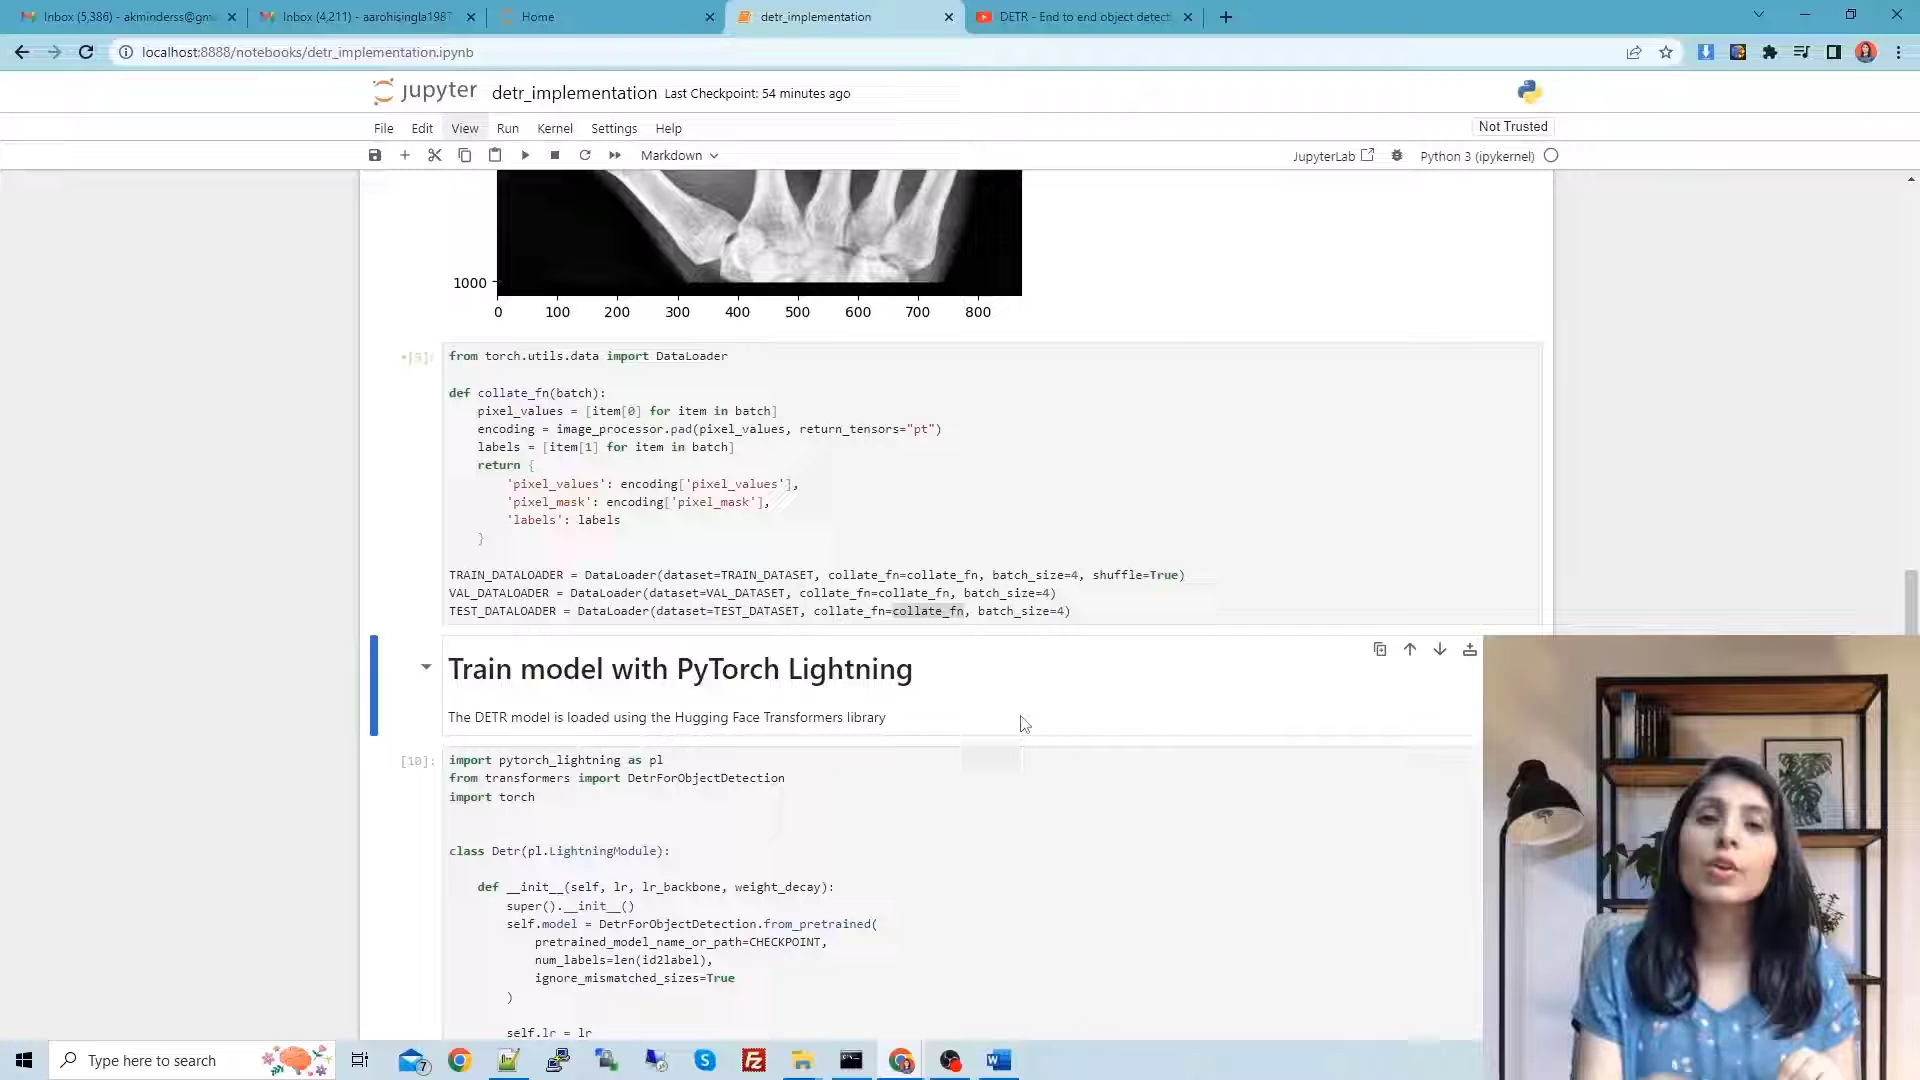 Inbox (5,386) - akminderss@gm
Inbox (4,211) - aarohisingla1987
Home
detr_implementation
DETR - End to end object detect
localhost:8888/notebooks/detr_implementation.ipynb
jupyter
detr_implementation Last Checkpoint: 54 minutes ago
File Edit View Run Kernel Settings Help
Not Trusted
Markdown
JupyterLab
Python 3 (ipykernel)
1000
0 100 200 300 400 500 600 700 800
from torch.utils.data import DataLoader
def collate_fn(batch):
pixel_values = [item[0] for item in batch]
encoding = image_processor.pad(pixel_values, return_tensors="pt")
labels = [item[1] for item in batch]
return {
'pixel_values': encoding['pixel_values'],
'pixel_mask': encoding['pixel_mask'],
'labels': labels
}
TRAIN_DATALOADER = DataLoader(dataset=TRAIN_DATASET, collate_fn=collate_fn, batch_size=4, shuffle=True)
VAL_DATALOADER = DataLoader(dataset=VAL_DATASET, collate_fn=collate_fn, batch_size=4)
TEST_DATALOADER = DataLoader(dataset=TEST_DATASET, collate_fn=collate_fn, batch_size=4)
Train model with PyTorch Lightning
The DETR model is loaded using the Hugging Face Transformers library
[10]:
import pytorch_lightning as pl
from transformers import DetrForObjectDetection
import torch
class Detr(pl.LightningModule):
def __init__(self, lr, lr_backbone, weight_decay):
super().__init__()
self.model = DetrForObjectDetection.from_pretrained(
pretrained_model_name_or_path=CHECKPOINT,
num_labels=len(id2label),
ignore_mismatched_sizes=True
)
self.lr = lr
Type here to search
7